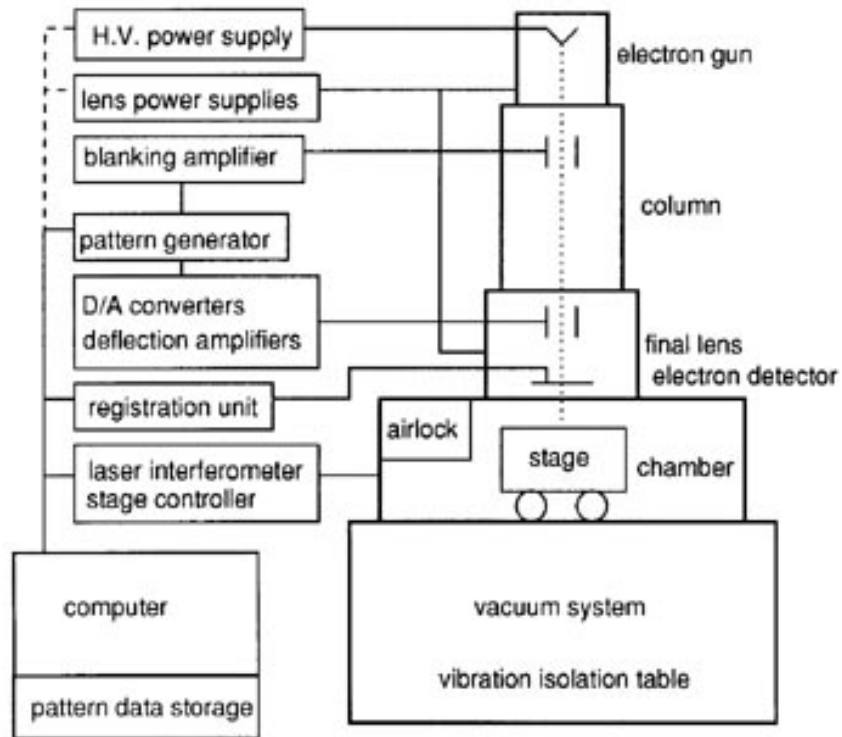 H.V. power supply
electron gun
lens power supplies
blanking amplifier
column
pattern generator
D/A converters
deflection amplifiers
final lens
electron detector
registration unit
airlock
stage
chamber
laser interferometer
stage controller
computer
vacuum system
vibration isolation table
pattern data storage